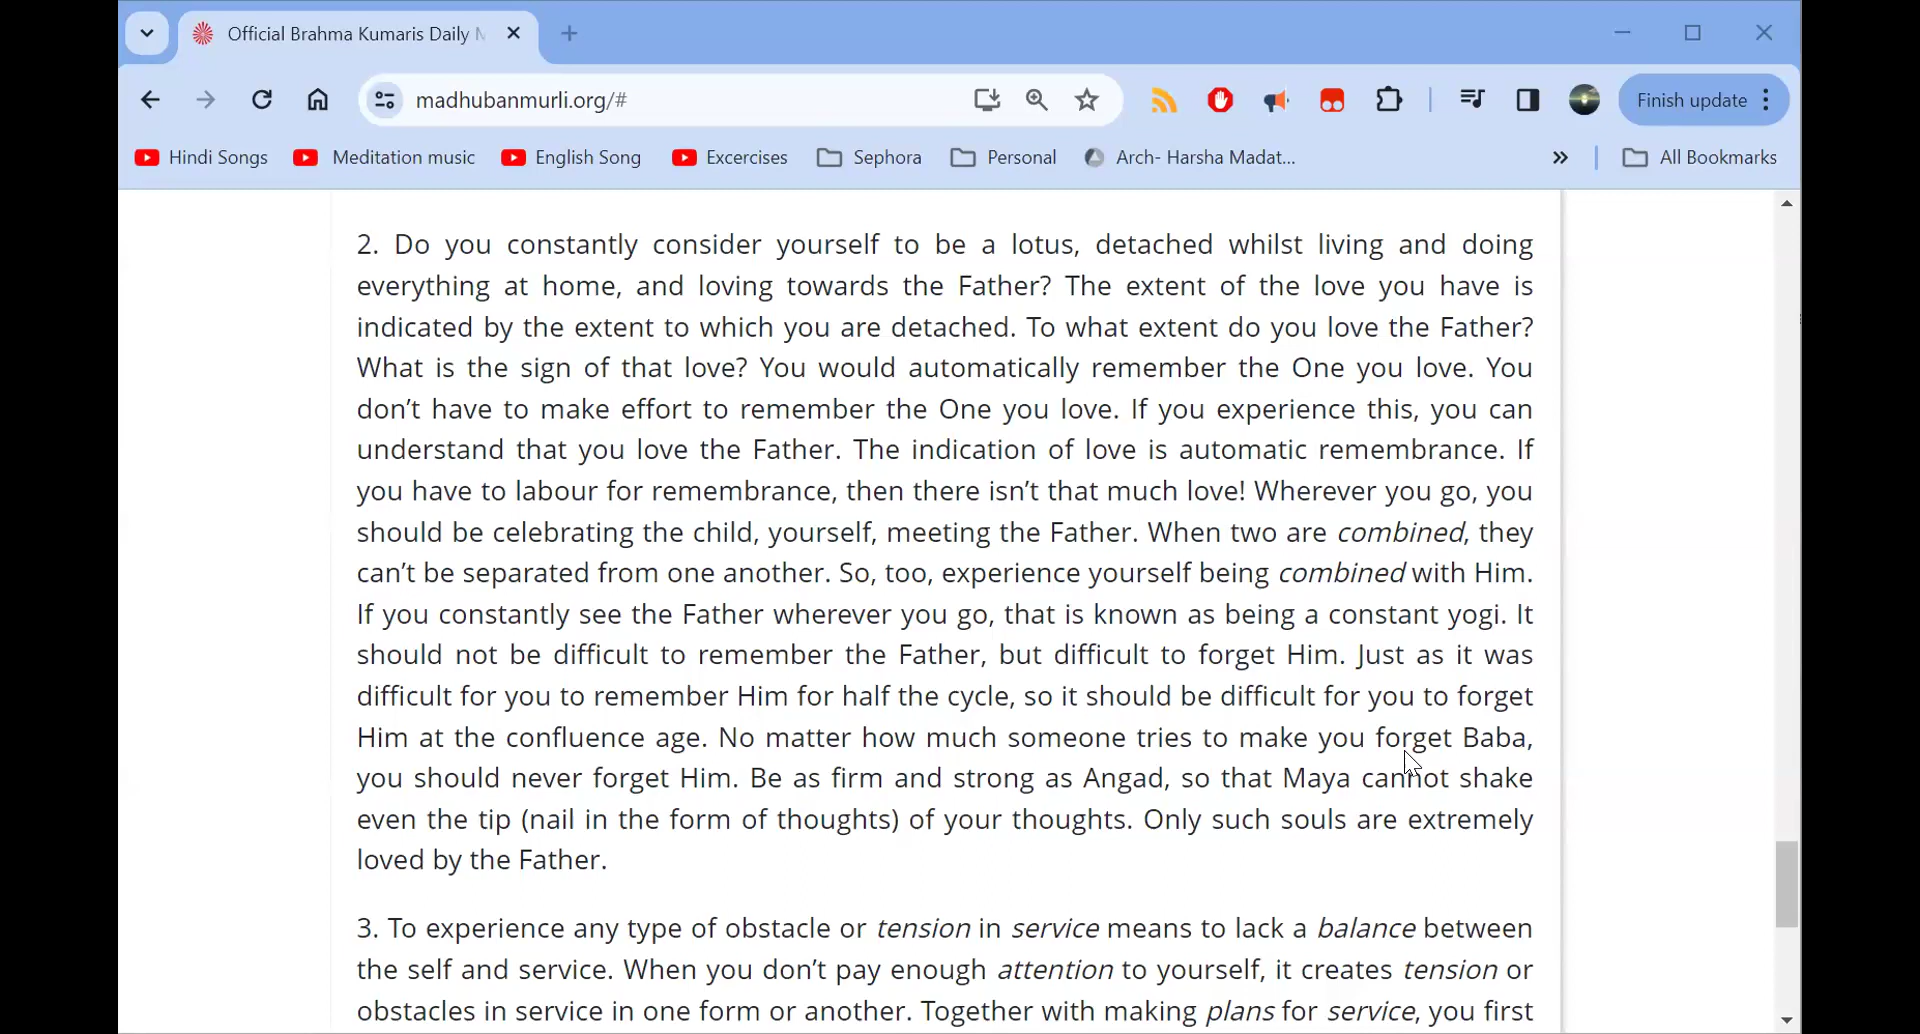 Official Brahma Kumaris Daily
madhubanmurli.org/#
Finish update
Hindi Songs
Meditation music
English Song
Excercises
Sephora
Personal
Arch- Harsha Madat...
All Bookmarks
2. Do you constantly consider yourself to be a lotus, detached whilst living and doing
everything at home, and loving towards the Father? The extent of the love you have is
indicated by the extent to which you are detached. To what extent do you love the Father?
What is the sign of that love? You would automatically remember the One you love. You
don’t have to make effort to remember the One you love. If you experience this, you can
understand that you love the Father. The indication of love is automatic remembrance. If
you have to labour for remembrance, then there isn’t that much love! Wherever you go, you
should be celebrating the child, yourself, meeting the Father. When two are combined, they
can’t be separated from one another. So, too, experience yourself being combined with Him.
If you constantly see the Father wherever you go, that is known as being a constant yogi. It
should not be difficult to remember the Father, but difficult to forget Him. Just as it was
difficult for you to remember Him for half the cycle, so it should be difficult for you to forget
Him at the confluence age. No matter how much someone tries to make you forget Baba,
you should never forget Him. Be as firm and strong as Angad, so that Maya cannot shake
even the tip (nail in the form of thoughts) of your thoughts. Only such souls are extremely
loved by the Father.
3. To experience any type of obstacle or tension in service means to lack a balance between
the self and service. When you don’t pay enough attention to yourself, it creates tension or
obstacles in service in one form or another. Together with making plans for service, you first